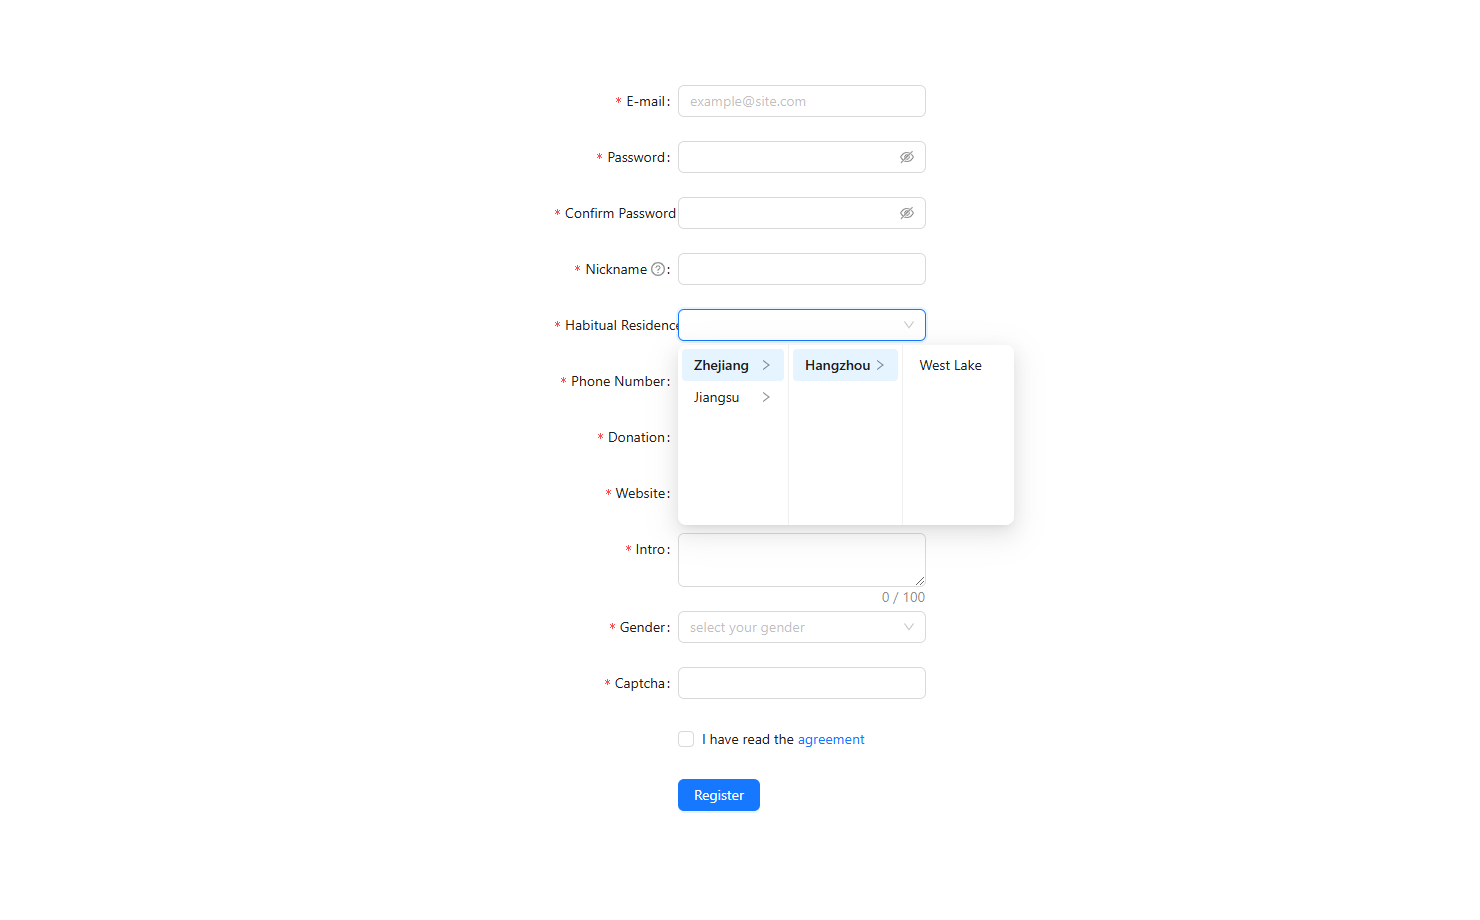 * E-mail: example@site.com
* Password:
* Confirm Password
* Nickname ?:
* Habitual Residence
Zhejiang Hangzhou West Lake
* Phone Number:
Jiangsu
* Donation:
* Website:
* Intro:
0 / 100
* Gender: select your gender
* Captcha:
I have read the agreement
Register